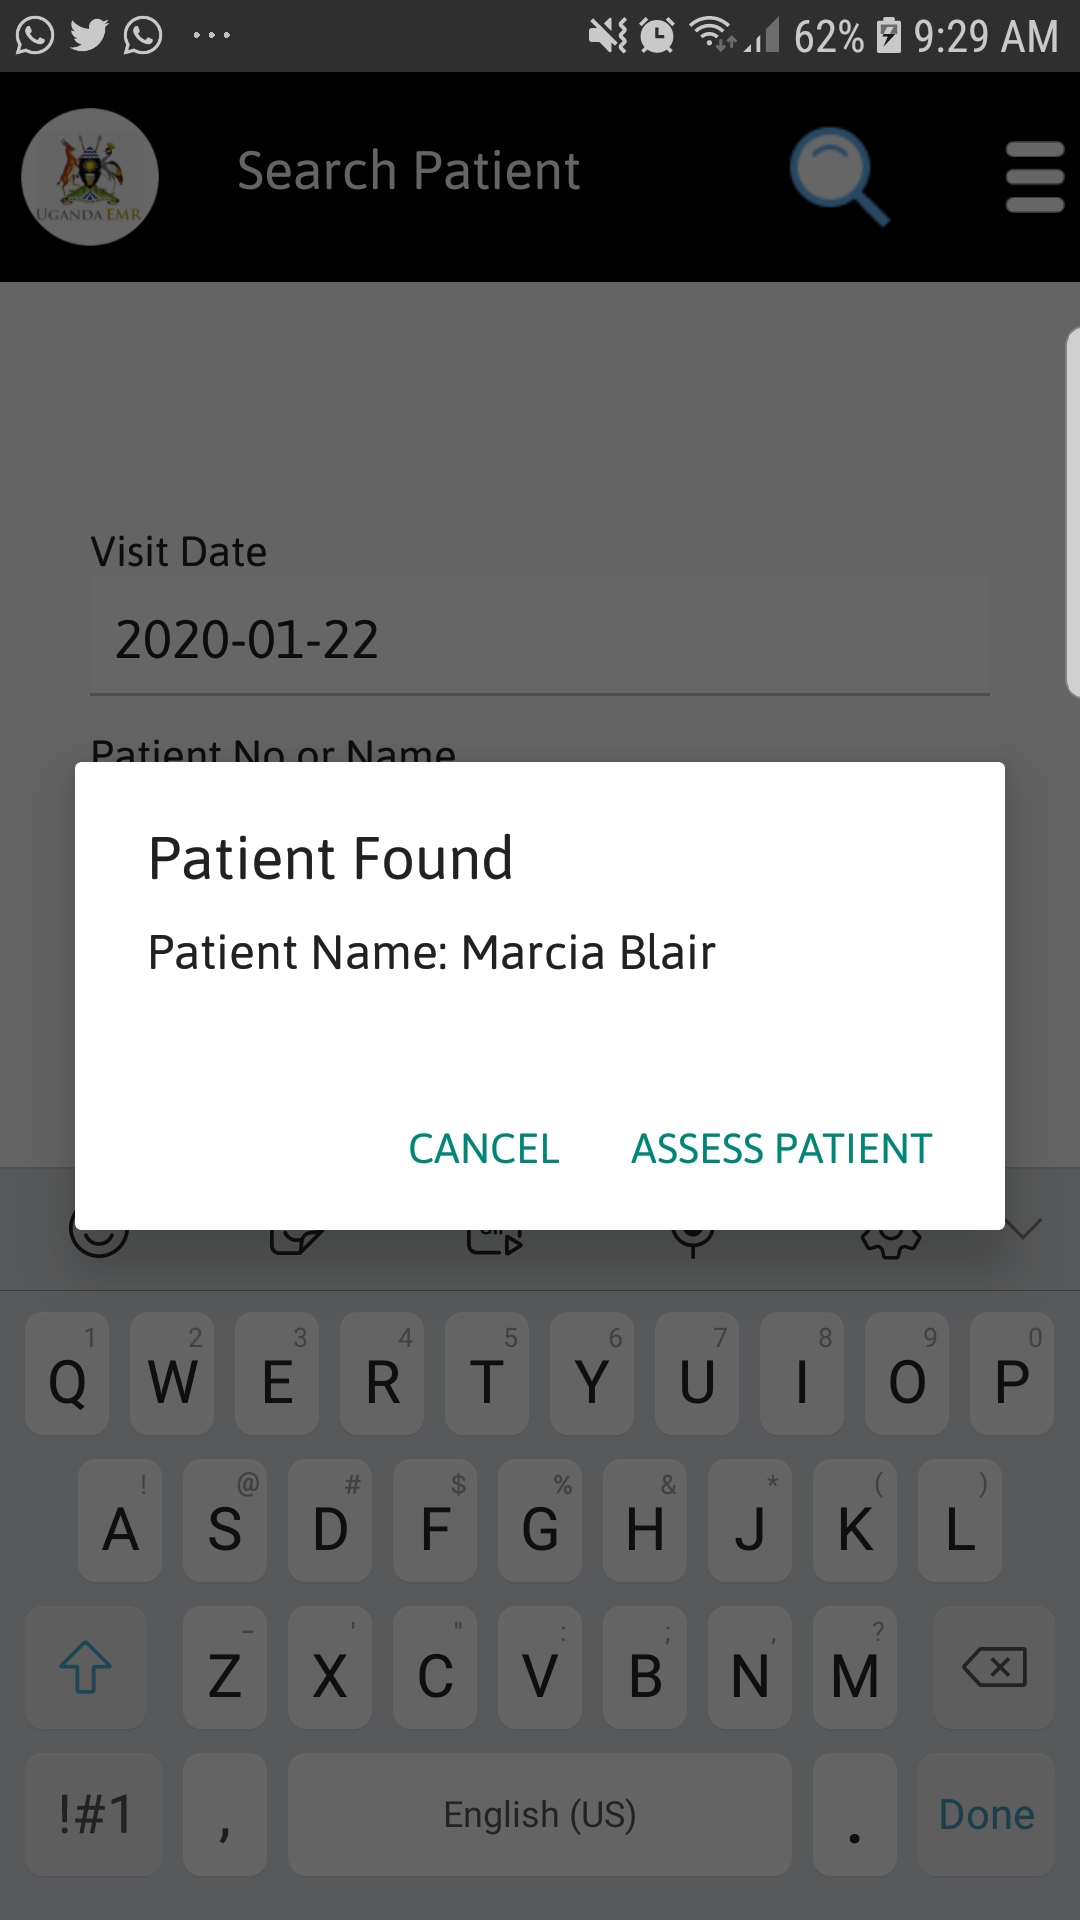 62% 9:29 AM
UGANDA EMR
Search Patient
Visit Date
2020-01-22
Patient No or Name
Patient Found
Patient Name: Marcia Blair
CANCEL ASSESS PATIENT
1 2 3 4 5 6 7 8 9 0
Q W E R T Y U I O P
! @ # $ % & * ( )
A S D F G H J K L
– ' " : ; , ?
Z X C V B N M
!#1 , English (US) . Done